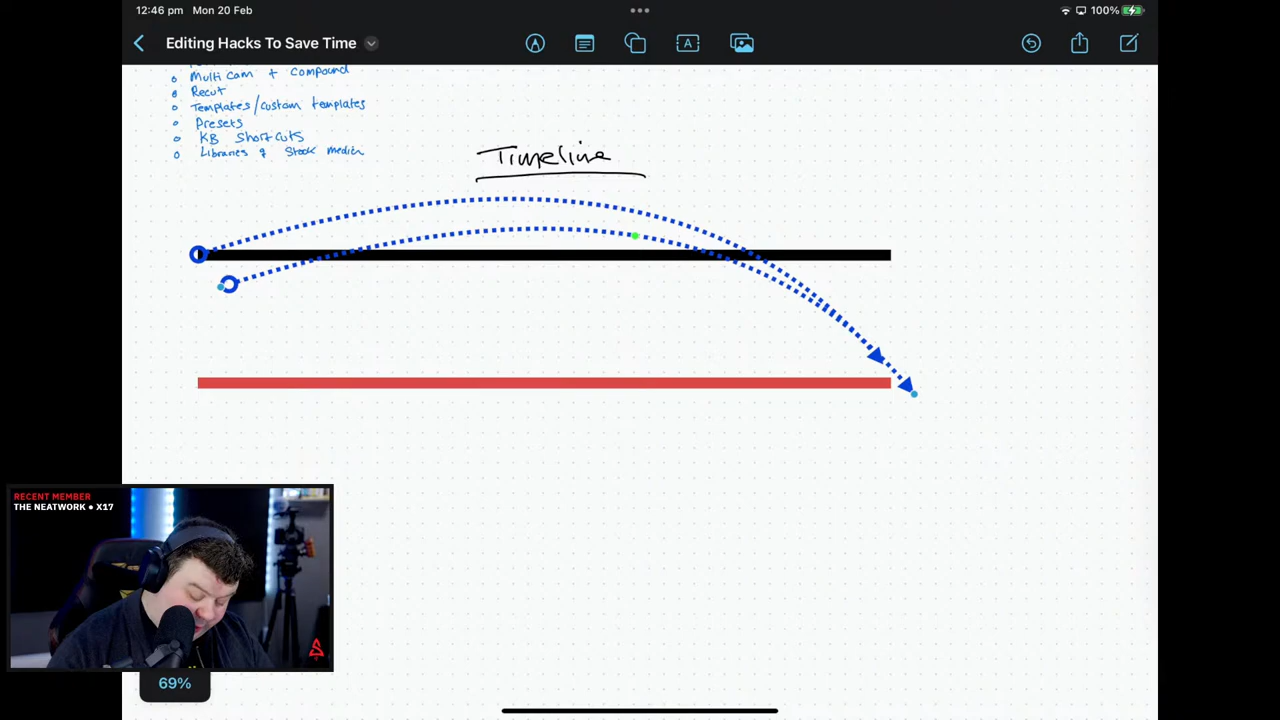 12:46 pm Mon 20 Feb
100%
Editing Hacks To Save Time
Multi Cam + Compound
Recut
Templates/custom templates
Presets
KB Shortcuts
Libraries & Stock media
Timeline
RECENT MEMBER
THE NEATWORK ● X17
69%